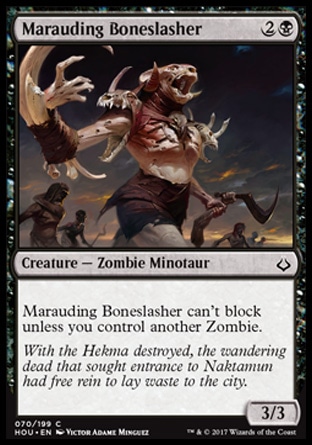 Marauding Boneslasher 2
Creature — Zombie Minotaur
Marauding Boneslasher can't block
unless you control another Zombie.
With the Hekma destroyed, the wandering
dead that sought entrance to Naktamun
had free rein to lay waste to the city.
3/3
070/199 C
HOU • EN VICTOR ADAME MINGUEZ
™ & © 2017 Wizards of the Coast